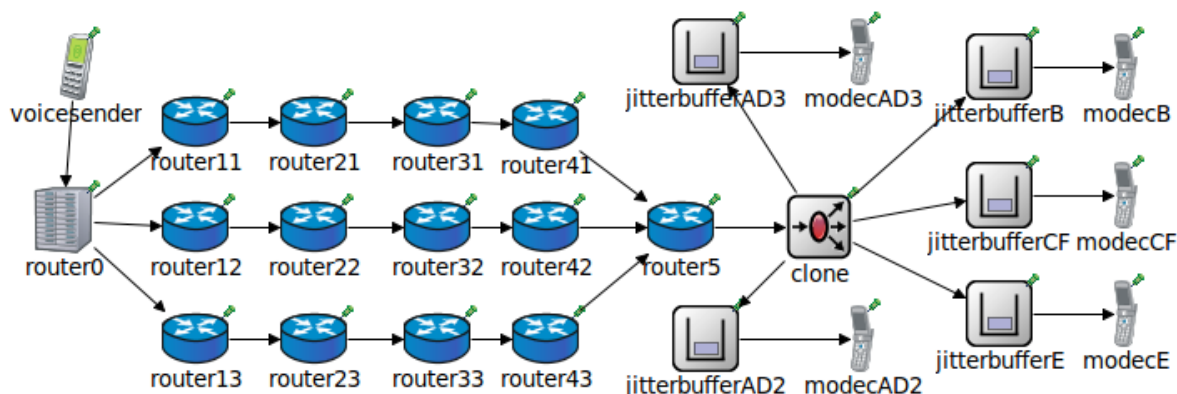 voicesender
router0
router11
router21
router31
router41
router12
router22
router32
router42
router13
router23
router33
router43
router5
clone
jitterbufferAD3
modecAD3
jitterbufferB
modecB
jitterbufferCF
modecCF
jitterbufferE
modecE
jitterbufferAD2
modecAD2